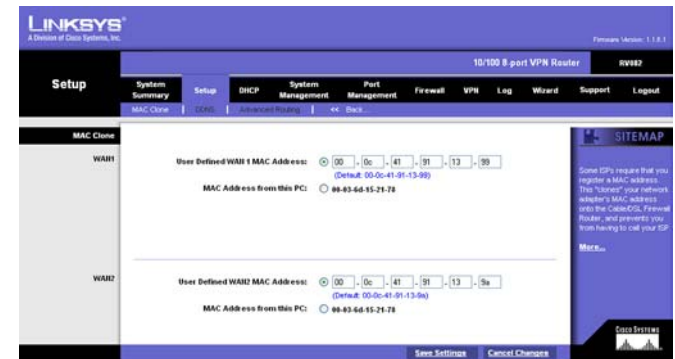 LINKSYS®
A Division of Cisco Systems, Inc.
Firmware Version: 1.1.6.1
10/100 8-port VPN Router
RV082
Setup
System Summary
Setup
DHCP
System Management
Port Management
Firewall
VPN
Log
Wizard
Support
Logout
MAC Clone | DDNS | Advanced Routing | << Back
MAC Clone
SITEMAP
WAN1
User Defined WAN 1 MAC Address: 00 - 0c - 41 - 91 - 13 - 99
(Default: 00-0c-41-91-13-99)
MAC Address from this PC: 00-03-6d-15-21-78
Some ISPs require that you
register a MAC address.
This "clones" your network
adapter's MAC address
onto the Cable/DSL Firewall
Router, and prevents you
from having to call your ISP
More...
WAN2
User Defined WAN2 MAC Address: 00 - 0c - 41 - 91 - 13 - 9a
(Default: 00-0c-41-91-13-9a)
MAC Address from this PC: 00-03-6d-15-21-78
Save Settings
Cancel Changes
CISCO SYSTEMS